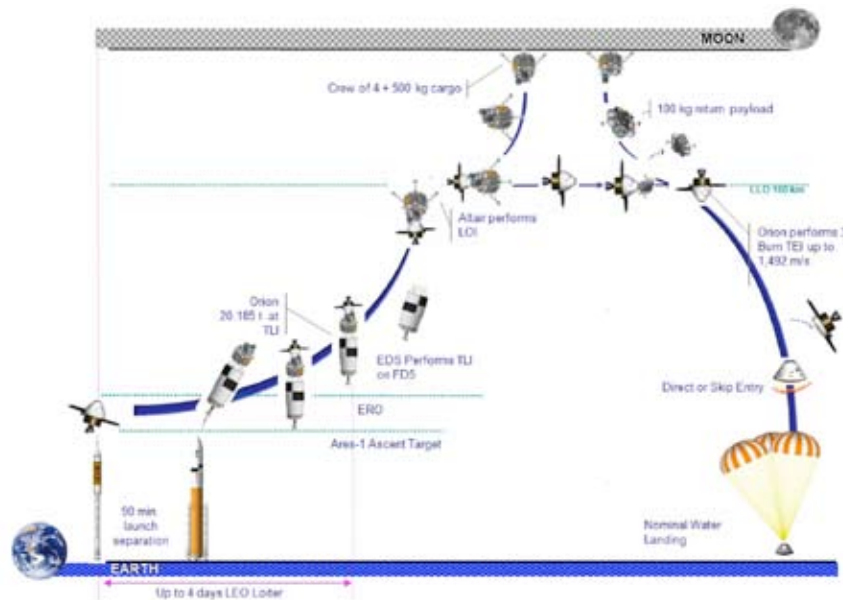 MOON
Crew of 4 + 500 kg cargo
100 kg return payload
LLO 100 km
Altair performs
LOI
Orion performs 3
Burn TEI up to
1,492 m/s
Orion
20.185 t at
TLI
EDS Performs TLI
on FD5
Direct or Skip Entry
ERO
Ares-1 Ascent Target
90 min.
launch
separation
Nominal Water
Landing
EARTH
Up to 4 days LEO Loiter